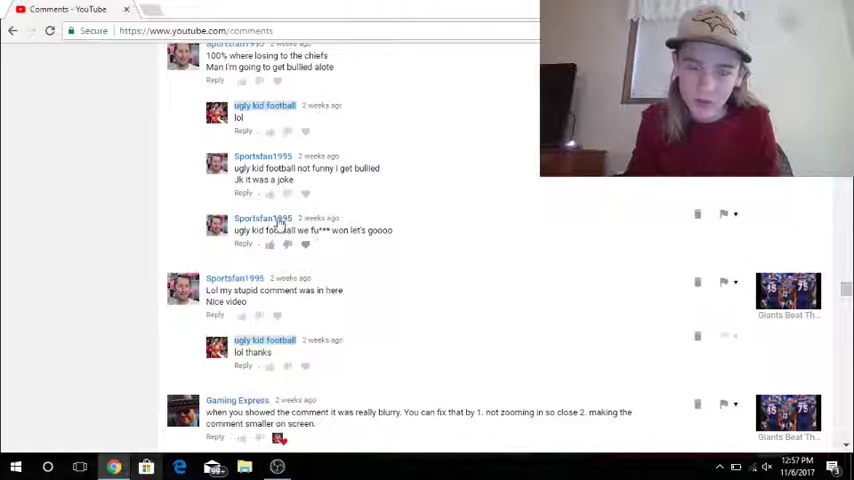 Comments - YouTube
Secure https://www.youtube.com/comments
Sportsfan1995 2 weeks ago
100% where losing to the chiefs
Man I'm going to get bullied alote
Reply
ugly kid football 2 weeks ago
lol
Reply
Sportsfan1995 2 weeks ago
ugly kid football not funny i get bullied
Jk it was a joke
Reply
Sportsfan1995 2 weeks ago
ugly kid football we fu*** won let's goooo
Reply
Sportsfan1995 2 weeks ago
Lol my stupid comment was in here
Nice video
Reply
Giants Beat Th...
ugly kid football 2 weeks ago
lol thanks
Reply
Gaming Express 2 weeks ago
when you showed the comment it was really blurry. You can fix that by 1. not zooming in so close 2. making the
comment smaller on screen.
Reply
Giants Beat Th...
99+
12:57 PM
11/6/2017
3